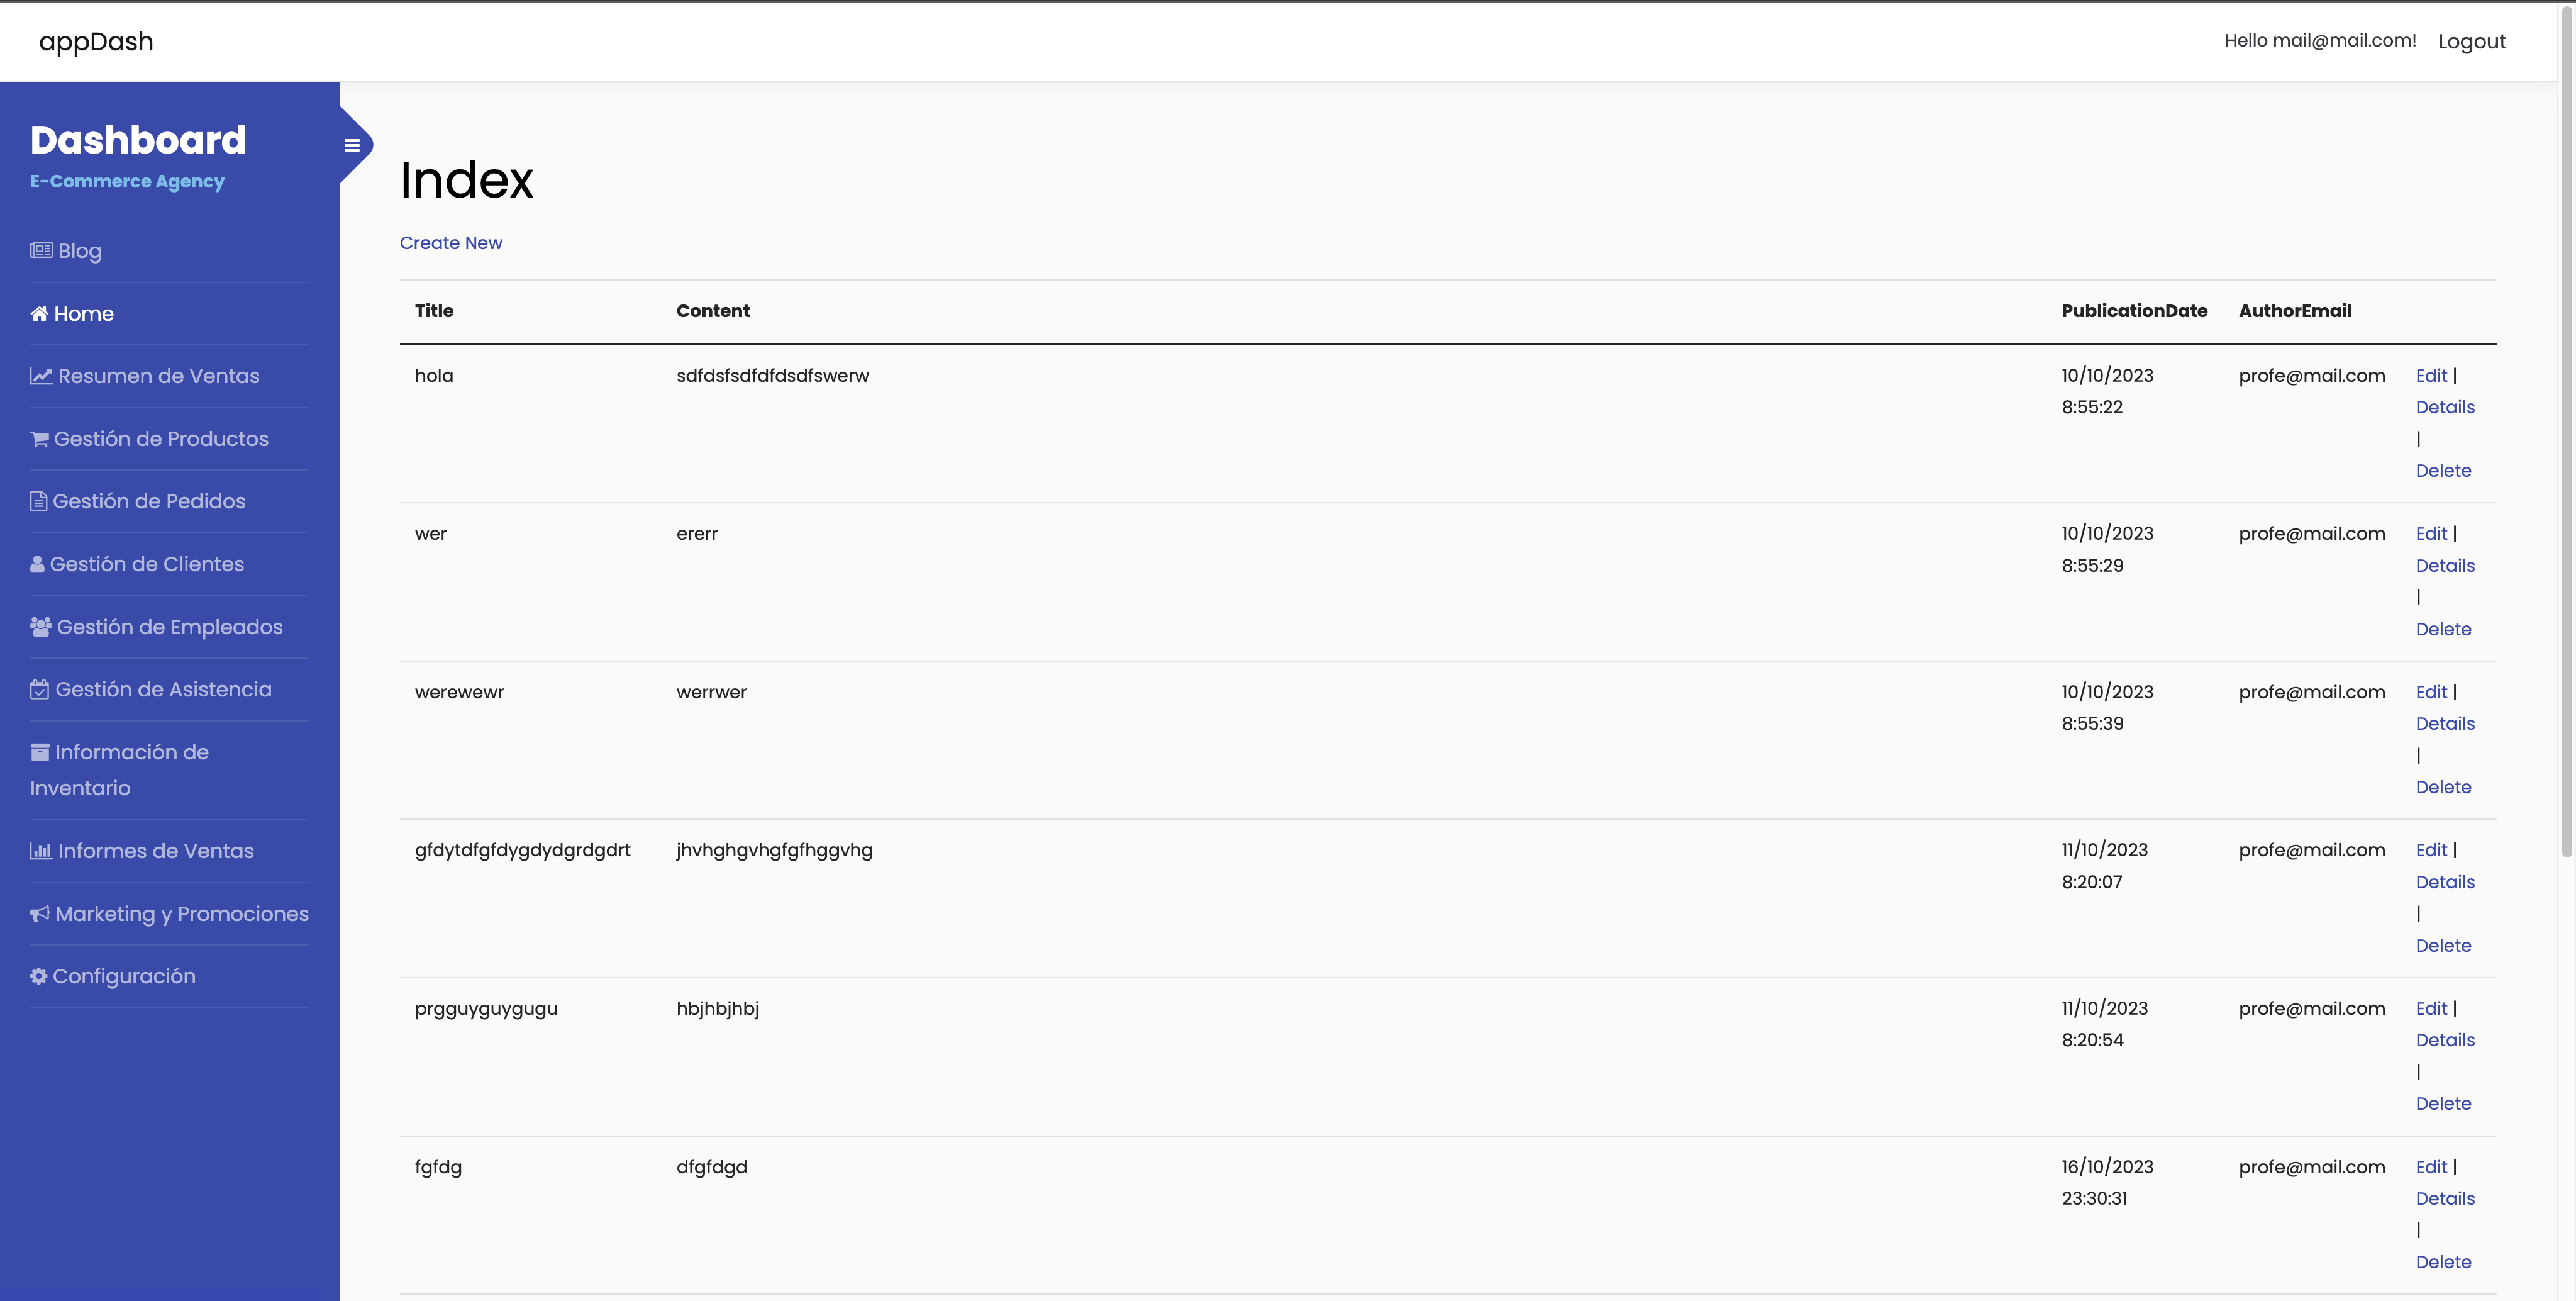 appDash
Hello mail@mail.com! Logout
Dashboard
E-Commerce Agency
Blog
Home
Resumen de Ventas
Gestión de Productos
Gestión de Pedidos
Gestión de Clientes
Gestión de Empleados
Gestión de Asistencia
Información de
Inventario
Informes de Ventas
Marketing y Promociones
Configuración
Index
Create New
Title Content PublicationDate AuthorEmail
hola sdfdsfsdfdfdsdfswerw 10/10/2023 profe@mail.com Edit |
8:55:22 Details
|
Delete
wer ererr 10/10/2023 profe@mail.com Edit |
8:55:29 Details
|
Delete
werewewr werrwer 10/10/2023 profe@mail.com Edit |
8:55:39 Details
|
Delete
gfdytdfgfdygdydgrdgdrt jhvhghgvhgfgfhggvhg 11/10/2023 profe@mail.com Edit |
8:20:07 Details
|
Delete
prgguyguygugu hbjhbjhbj 11/10/2023 profe@mail.com Edit |
8:20:54 Details
|
Delete
fgfdg dfgfdgd 16/10/2023 profe@mail.com Edit |
23:30:31 Details
|
Delete